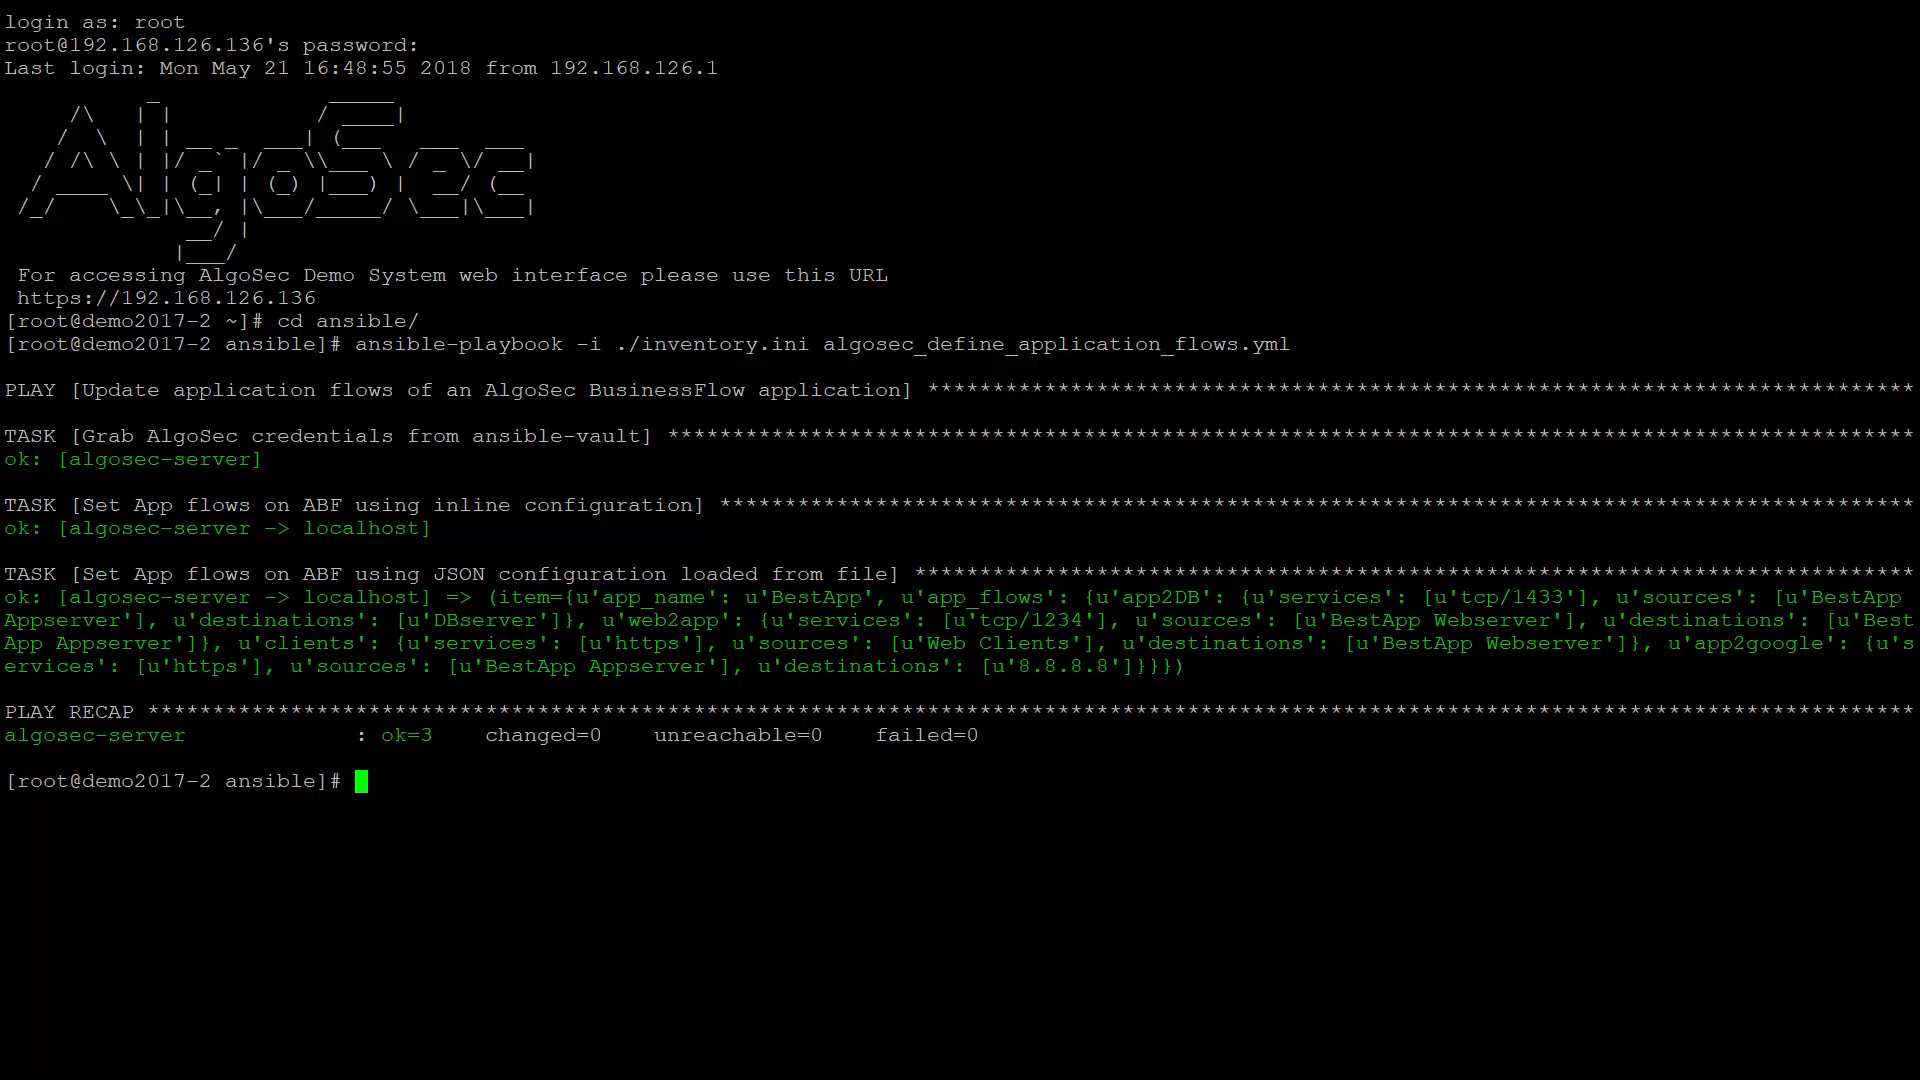 login as: root
root@192.168.126.136's password:
Last login: Mon May 21 16:48:55 2018 from 192.168.126.1
AlgoSec
For accessing AlgoSec Demo System web interface please use this URL
https://192.168.126.136
[root@demo2017-2 ~]# cd ansible/
[root@demo2017-2 ansible]# ansible-playbook -i ./inventory.ini algosec_define_application_flows.yml
PLAY [Update application flows of an AlgoSec BusinessFlow application] ****************************************************************************
TASK [Grab AlgoSec credentials from ansible-vault] ************************************************************************************************
ok: [algosec-server]
TASK [Set App flows on ABF using inline configuration] ********************************************************************************************
ok: [algosec-server -> localhost]
TASK [Set App flows on ABF using JSON configuration loaded from file] *****************************************************************************
ok: [algosec-server -> localhost] => (item={u'app_name': u'BestApp', u'app_flows': {u'app2DB': {u'services': [u'tcp/1433'], u'sources': [u'BestApp
Appserver'], u'destinations': [u'DBserver']}, u'web2app': {u'services': [u'tcp/1234'], u'sources': [u'BestApp Webserver'], u'destinations': [u'Best
App Appserver']}, u'clients': {u'services': [u'https'], u'sources': [u'Web Clients'], u'destinations': [u'BestApp Webserver']}, u'app2google': {u's
ervices': [u'https'], u'sources': [u'BestApp Appserver'], u'destinations': [u'8.8.8.8']}}})
PLAY RECAP ****************************************************************************************************************************************
algosec-server             : ok=3    changed=0    unreachable=0    failed=0
[root@demo2017-2 ansible]#